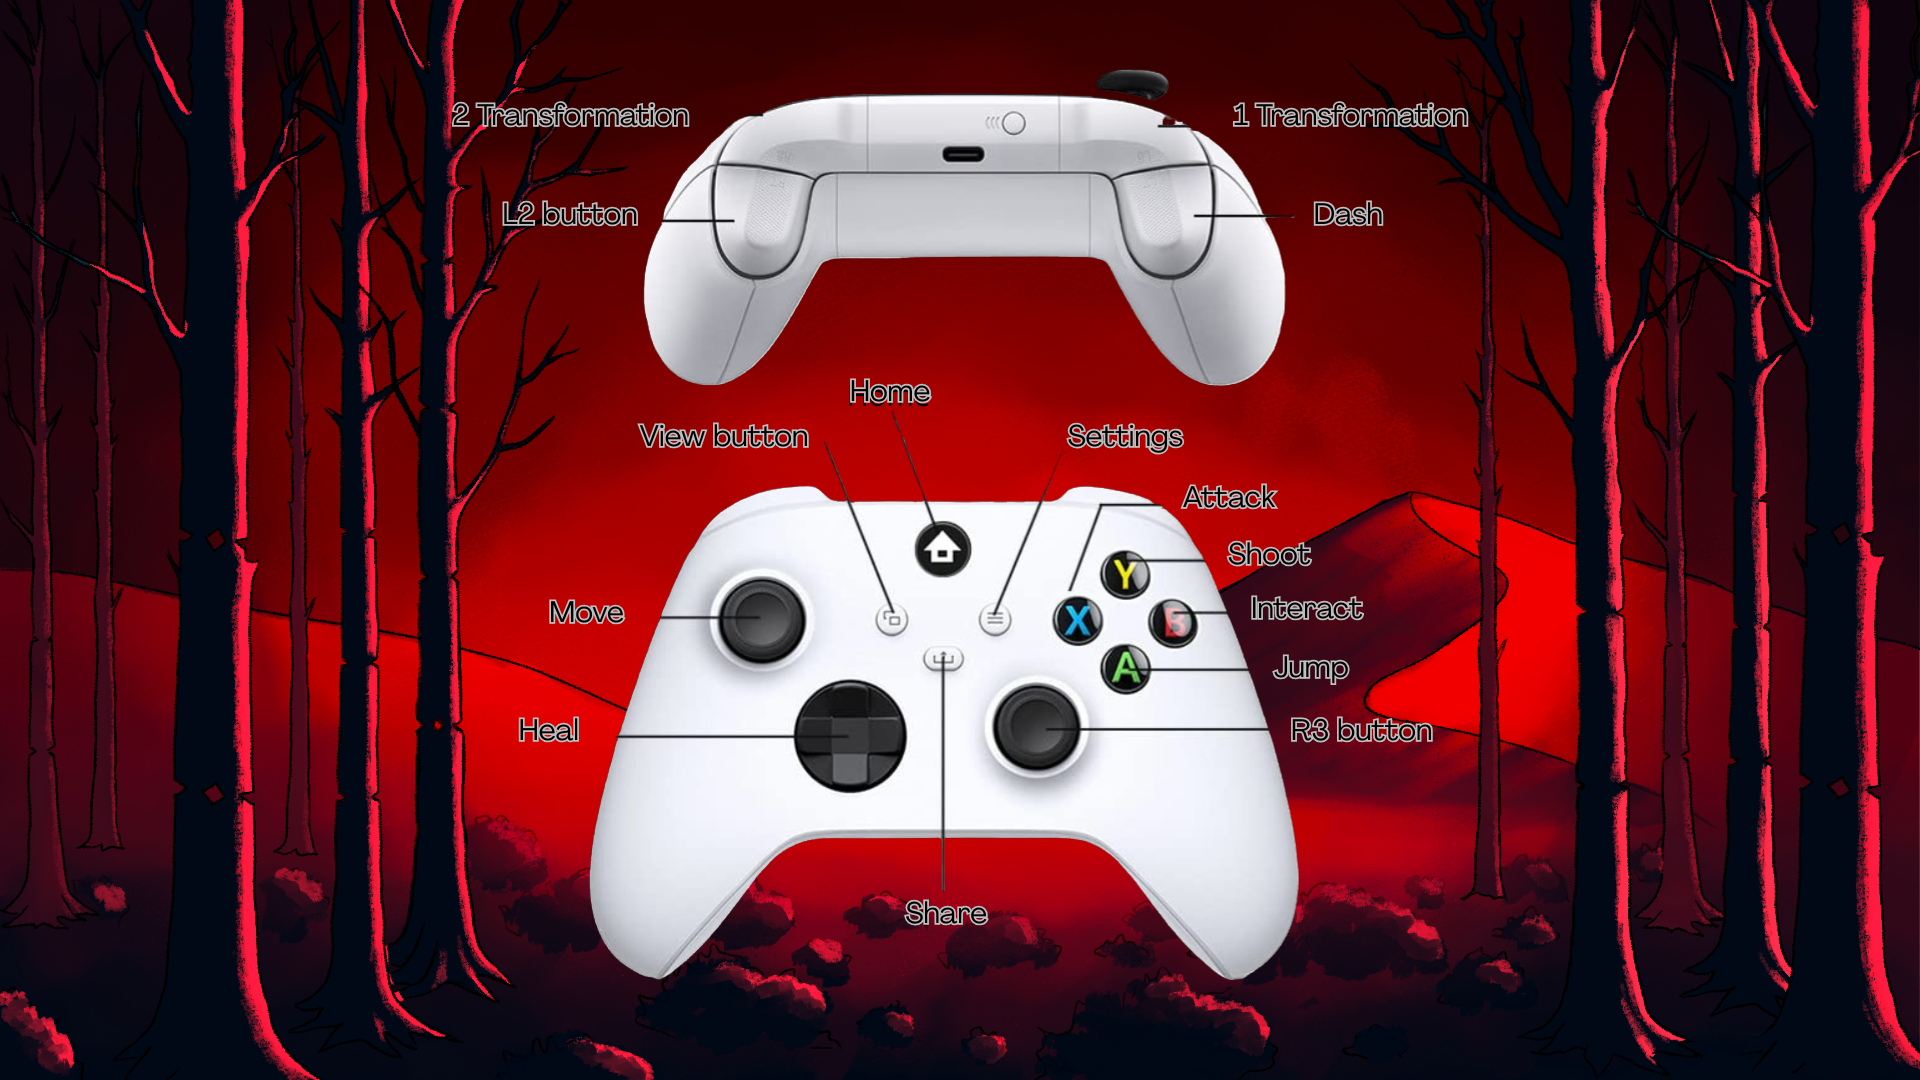 2 Transformation
1 Transformation
L2 button
Dash
Home
View button
Settings
Attack
Shoot
Y
Move
X
B
Interact
A
Jump
Heal
R3 button
Share